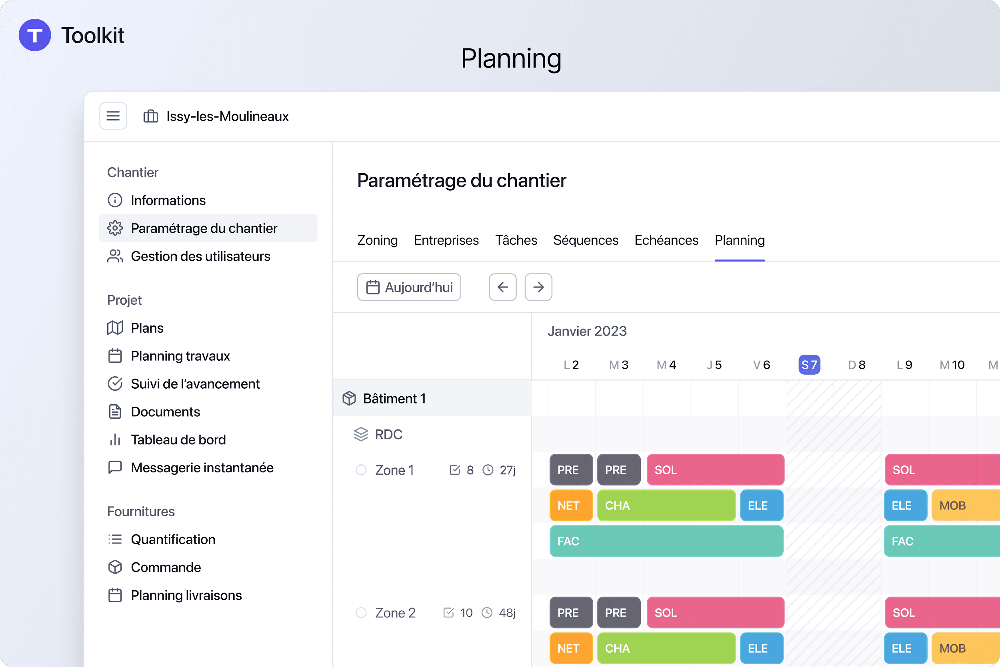 T Toolkit
Planning
Issy-les-Moulineaux
Chantier
Informations
Paramétrage du chantier
Gestion des utilisateurs
Projet
Plans
Planning travaux
Suivi de l’avancement
Documents
Tableau de bord
Messagerie instantanée
Fournitures
Quantification
Commande
Planning livraisons
Paramétrage du chantier
Zoning Entreprises Tâches Séquences Echéances Planning
Aujourd’hui
Janvier 2023
L 2 M 3 M 4 J 5 V 6 S 7 D 8 L 9 M 10 M
Bâtiment 1
RDC
Zone 1 8 27j PRE PRE SOL SOL
NET CHA ELE ELE MOB
FAC FAC
Zone 2 10 48j PRE PRE SOL SOL
NET CHA ELE ELE MOB